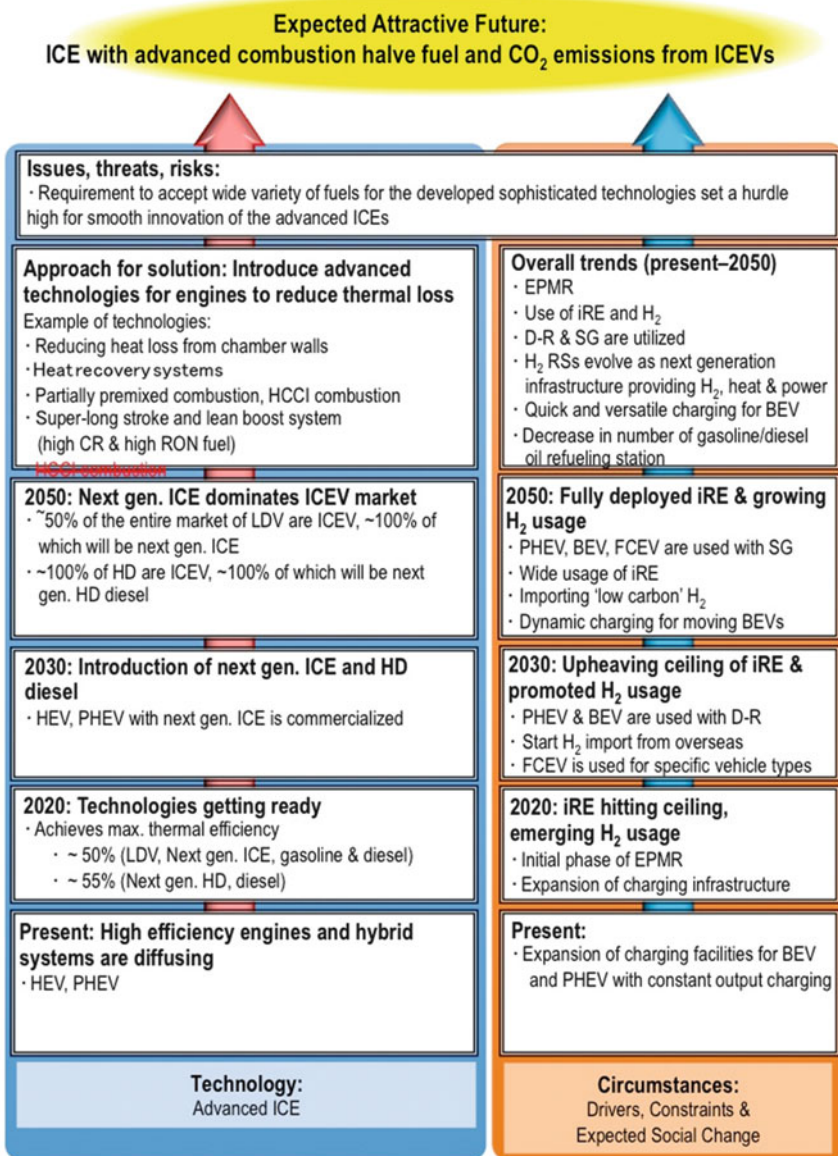 Expected Attractive Future:
ICE with advanced combustion halve fuel and CO₂ emissions from ICEVs
Issues, threats, risks:
· Requirement to accept wide variety of fuels for the developed sophisticated technologies set a hurdle
high for smooth innovation of the advanced ICEs
Approach for solution: Introduce advanced
technologies for engines to reduce thermal loss
Example of technologies:
· Reducing heat loss from chamber walls
· Heat recovery systems
· Partially premixed combustion, HCCI combustion
· Super-long stroke and lean boost system
(high CR & high RON fuel)
· HCCI combustion
2050: Next gen. ICE dominates ICEV market
· ~50% of the entire market of LDV are ICEV, ~100% of
which will be next gen. ICE
· ~100% of HD are ICEV, ~100% of which will be next
gen. HD diesel
2030: Introduction of next gen. ICE and HD
diesel
· HEV, PHEV with next gen. ICE is commercialized
2020: Technologies getting ready
· Achieves max. thermal efficiency
· ~ 50% (LDV, Next gen. ICE, gasoline & diesel)
· ~ 55% (Next gen. HD, diesel)
Present: High efficiency engines and hybrid
systems are diffusing
· HEV, PHEV
Technology:
Advanced ICE
Overall trends (present–2050)
· EPMR
· Use of iRE and H₂
· D-R & SG are utilized
· H₂ RSs evolve as next generation
infrastructure providing H₂, heat & power
· Quick and versatile charging for BEV
· Decrease in number of gasoline/diesel
oil refueling station
2050: Fully deployed iRE & growing
H₂ usage
· PHEV, BEV, FCEV are used with SG
· Wide usage of iRE
· Importing ‘low carbon’ H₂
· Dynamic charging for moving BEVs
2030: Upheaving ceiling of iRE &
promoted H₂ usage
· PHEV & BEV are used with D-R
· Start H₂ import from overseas
· FCEV is used for specific vehicle types
2020: iRE hitting ceiling,
emerging H₂ usage
· Initial phase of EPMR
· Expansion of charging infrastructure
Present:
· Expansion of charging facilities for BEV
and PHEV with constant output charging
Circumstances:
Drivers, Constraints &
Expected Social Change